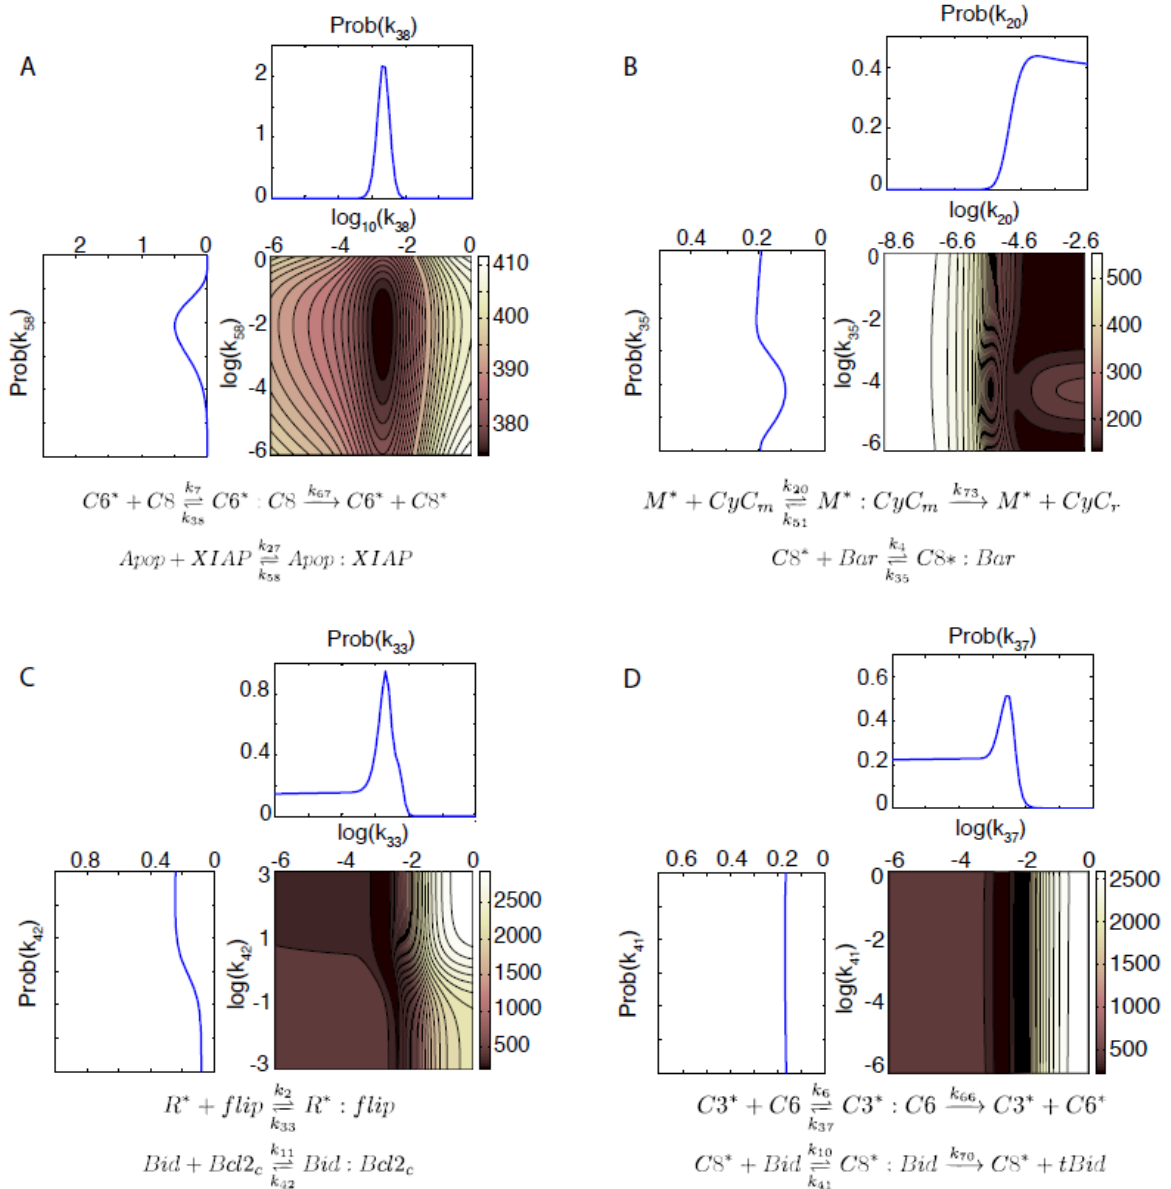 A
Prob(k38)
2
1
0
log10(k38)
-6 -4 -2 0
2 1 0
Prob(k58)
log(k58)
0
-2
-4
-6
410
400
390
380
C6* + C8 ⇌ C6* : C8 → C6* + C8*
k7 k38 k67
Apop + XIAP ⇌ Apop : XIAP
k27 k58
B
Prob(k20)
0.4
0.2
0
log(k20)
-8.6 -6.6 -4.6 -2.6
0.4 0.2 0
Prob(k35)
log(k35)
0
-2
-4
-6
500
400
300
200
M* + CyCm ⇌ M* : CyCm → M* + CyCr
k20 k51 k73
C8* + Bar ⇌ C8* : Bar
k4 k35
C
Prob(k33)
0.8
0.4
0
log(k33)
-6 -4 -2 0
0.8 0.4 0
Prob(k42)
log(k42)
3
1
-1
-3
2500
2000
1500
1000
500
R* + flip ⇌ R* : flip
k2 k33
Bid + Bcl2c ⇌ Bid : Bcl2c
k11 k42
D
Prob(k37)
0.6
0.4
0.2
0
log(k37)
-6 -4 -2 0
0.6 0.4 0.2 0
Prob(k41)
log(k41)
0
-2
-4
-6
2500
2000
1500
1000
500
C3* + C6 ⇌ C3* : C6 → C3* + C6*
k6 k37 k66
C8* + Bid ⇌ C8* : Bid → C8* + tBid
k10 k41 k70